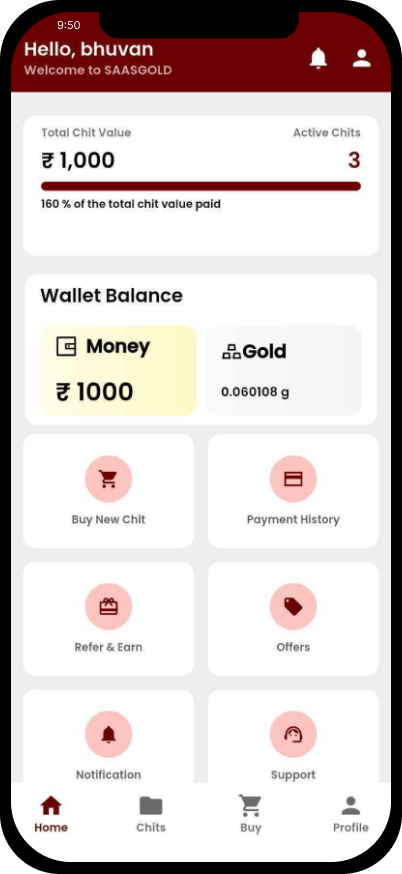 9:50
Hello, bhuvan
Welcome to SAASGOLD
Total Chit Value Active Chits
₹ 1,000 3
160 % of the total chit value paid
Wallet Balance
Money Gold
₹ 1000 0.060108 g
Buy New Chit Payment History
Refer & Earn Offers
Notification Support
Home Chits Buy Profile